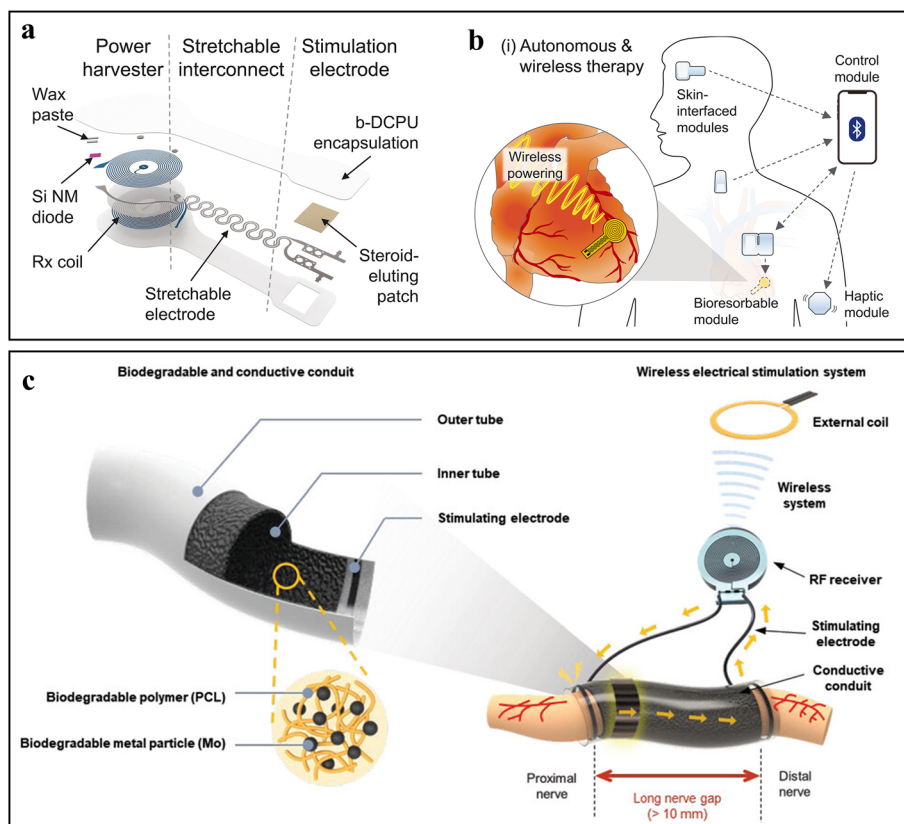 a
Power
harvester
Stretchable
interconnect
Stimulation
electrode
Wax
paste
b-DCPU
encapsulation
Si NM
diode
Rx coil
Stretchable
electrode
Steroid-
eluting
patch
b
(i) Autonomous &
wireless therapy
Control
module
Skin-
interfaced
modules
Wireless
powering
Bioresorbable
module
Haptic
module
c
Biodegradable and conductive conduit
Outer tube
Inner tube
Stimulating electrode
Biodegradable polymer (PCL)
Biodegradable metal particle (Mo)
Wireless electrical stimulation system
External coil
Wireless
system
RF receiver
Stimulating
electrode
Conductive
conduit
Proximal
nerve
Long nerve gap
(> 10 mm)
Distal
nerve